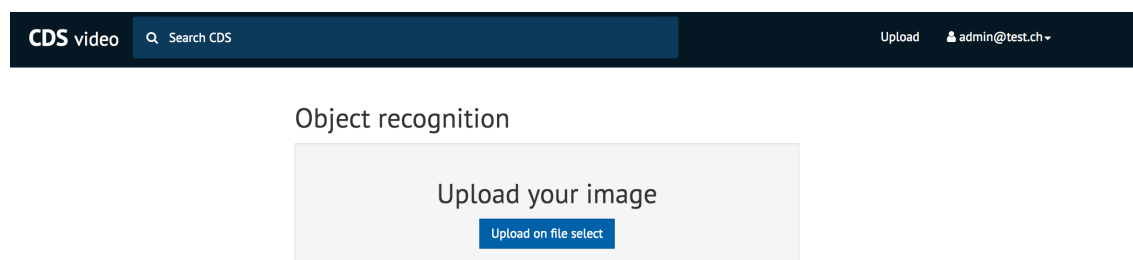 CDS video Search CDS Upload admin@test.ch
Object recognition
Upload your image
Upload on file select